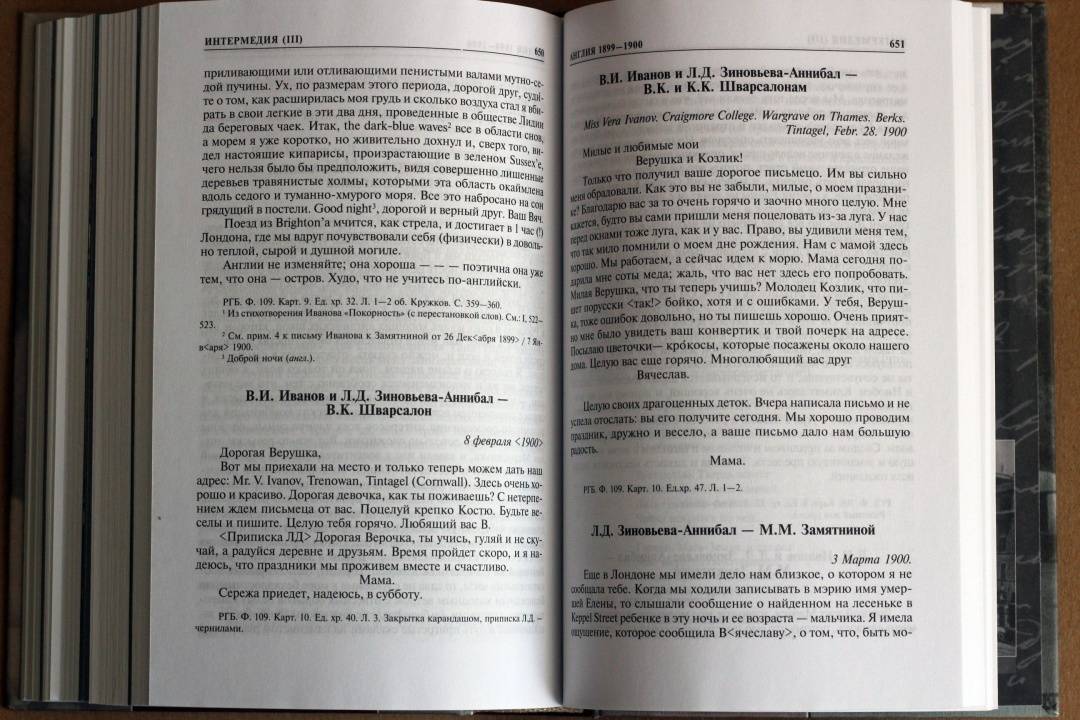 ИНТЕРМЕДИЯ (III) 650
приливающими или отливающими пенистыми валами мутно-се-
дой пучины. Ух, по размерам этого периода, дорогой друг, суди-
те о том, как расширилась моя грудь и сколько воздуха стал я вби-
рать в свои легкие в эти два дня, проведенные в обществе Лидии
да береговых чаек. Итак, the dark-blue waves² все в области снов,
а морем я уже коротко, но живительно дохнул и, сверх того, ви-
дел настоящие кипарисы, произрастающие в зеленом Sussex'е,
чего нельзя было бы предположить, видя совершенно лишенные
деревьев травянистые холмы, которыми эта область окаймлена
вдоль седого и туманно-хмурого моря. Все это набросано на сон
грядущий в постели. Good night³, дорогой и верный друг. Ваш Вяч.
Поезд из Brighton'а мчится, как стрела, и достигает в 1 час (!)
Лондона, где мы вдруг почувствовали себя (физически) в доволь-
но теплой, сырой и душной могиле.
Англии не изменяйте; она хороша — — — поэтична она уже
тем, что она — остров. Худо, что не учитесь по-английски.
РГБ. Ф. 109. Карт. 9. Ед. хр. 32. Л. 1—2 об. Кружков. С. 359—360.
¹ Из стихотворения Иванова «Покорность» (с перестановкой слов). См.: I, 522—
523.
² См. прим. 4 к письму Иванова к Замятниной от 26 Дек<абря 1899> / 7 Ян-
в<аря> 1900.
³ Доброй ночи (англ.).
В.И. Иванов и Л.Д. Зиновьева-Аннибал —
В.К. Шварсалон
8 февраля <1900>
Дорогая Верушка,
Вот мы приехали на место и только теперь можем дать наш
адрес: Mr. V. Ivanov, Trenowan, Tintagel (Cornwall). Здесь очень хо-
рошо и красиво. Дорогая девочка, как ты поживаешь? С нетерпе-
нием ждем письмеца от вас. Поцелуй крепко Костю. Будьте ве-
селы и пишите. Целую тебя горячо. Любящий вас В.
<Приписка ЛД> Дорогая Верочка, ты учись, гуляй и не ску-
чай, а радуйся деревне и друзьям. Время пройдет скоро, и я на-
деюсь, что праздники мы проживем вместе и счастливо.
Мама.
Сережа приедет, надеюсь, в субботу.
РГБ. Ф. 109. Карт. 10. Ед. хр. 40. Л. 3. Закрытка карандашом, приписка Л.Д. –
чернилами.
АНГЛИЯ 1899—1900 651
В.И. Иванов и Л.Д. Зиновьева-Аннибал —
В.К. и К.К. Шварсалонам
Miss Vera Ivanov. Craigmore College. Wargrave on Thames. Berks.
Tintagel, Febr. 28. 1900
Милые и любимые мои
Верушка и Козлик!
Только что получил ваше дорогое письмецо. Им вы сильно
меня обрадовали. Как это вы не забыли, милые, о моем праздни-
ке? Благодарю вас за то очень горячо и заочно много целую. Мне
кажется, будто вы сами пришли меня поцеловать из-за луга. У нас
перед окнами тоже луга, как и у вас. Право, вы удивили меня тем,
что так мило помнили о моем дне рождения. Нам с мамой здесь
хорошо. Мы работаем, а сейчас идем к морю. Мама сегодня по-
дарила мне соты меда; жаль, что вас нет здесь его попробовать.
Милая Верушка, что ты теперь учишь? Молодец Козлик, что пи-
шет порусски <так!> бойко, хотя и с ошибками. У тебя, Веруш-
ка, тоже ошибок довольно, но ты пишешь хорошо. Очень прият-
но мне было увидеть ваш конвертик и твой почерк на адресе.
Посылаю цветочки— крóкосы, которые посажены около нашего
дома. Целую вас еще горячо. Многолюбящий вас друг
Вячеслав.
Целую своих драгоценных деток. Вчера написала письмо и не
успела отослать: вы его получите сегодня. Мы хорошо проводим
праздник, дружно и весело, а ваше письмо дало нам большую
радость.
Мама.
РГБ. Ф. 109. Карт. 10. Ед.хр. 47. Л. 1—2.
Л.Д. Зиновьева-Аннибал — М.М. Замятниной
3 Марта 1900.
Еще в Лондоне мы имели дело нам близкое, о котором я не
сообщала тебе. Когда мы ходили записывать в мэрию имя умер-
шей Елены, то слышали сообщение о найденном на лесеньке в
Keppel Street ребенке в эту ночь и ее возраста — мальчика. Я имела
ощущение, которое сообщила В<ячеславу>, о том, что, быть мо-